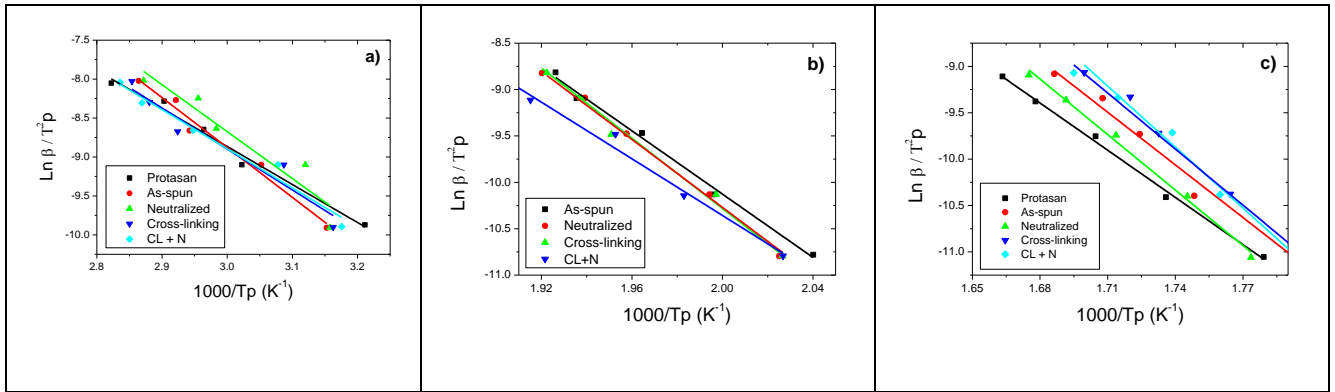 a)
-7.5
-8.0
-8.5
-9.0
-9.5
-10.0
Ln β / T²p
Protasan
As-spun
Neutralized
Cross-linking
CL + N
2.8 2.9 3.0 3.1 3.2
1000/Tp (K⁻¹)
b)
-8.5
-9.0
-9.5
-10.0
-10.5
-11.0
Ln β / T²p
As-spun
Neutralized
Cross-linking
CL+N
1.92 1.96 2.00 2.04
1000/Tp (K⁻¹)
c)
-9.0
-9.5
-10.0
-10.5
-11.0
Ln β / T²p
Protasan
As-spun
Neutralized
Cross-linking
CL + N
1.65 1.68 1.71 1.74 1.77
1000/Tp (K⁻¹)